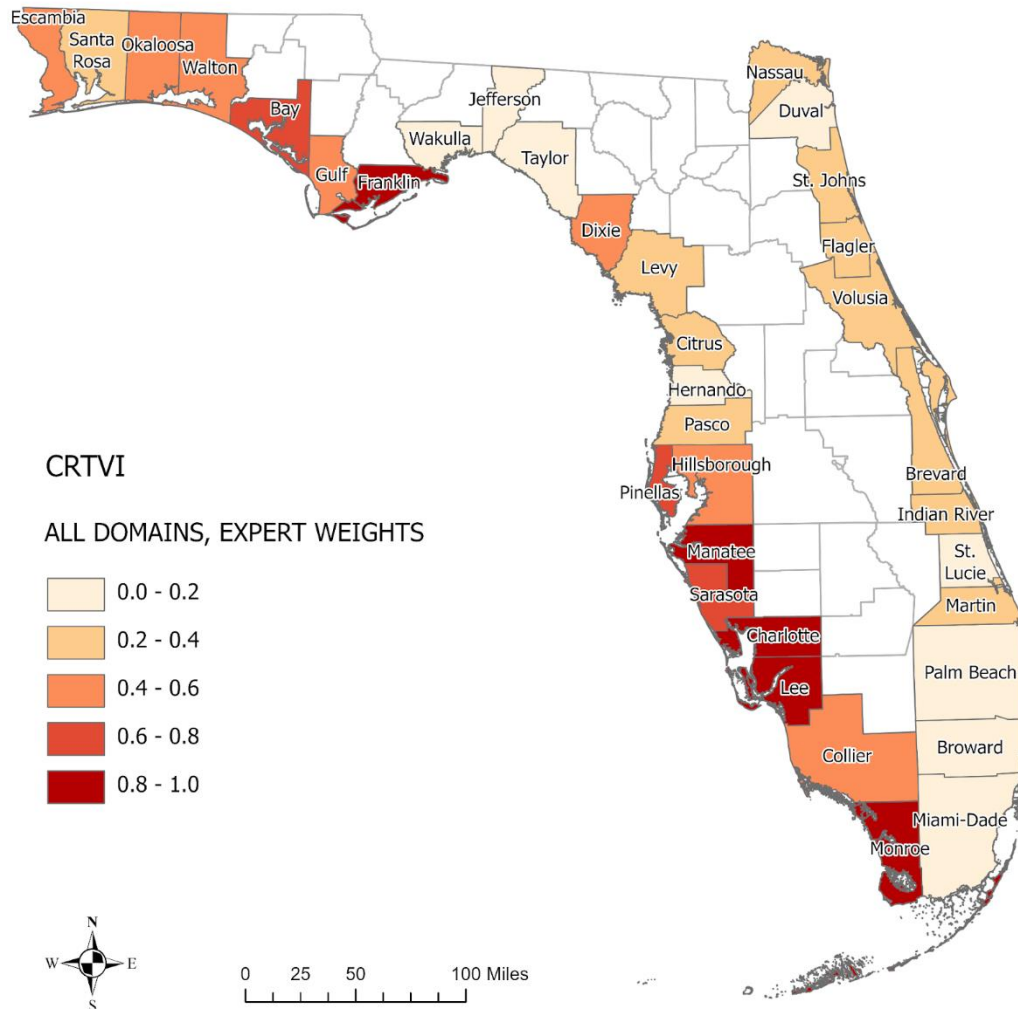 Escambia
Santa
Rosa
Okaloosa
Walton
Bay
Gulf
Franklin
Jefferson
Wakulla
Taylor
Dixie
Levy
Citrus
Hernando
Pasco
Hillsborough
Pinellas
Manatee
Sarasota
Charlotte
Lee
Collier
Monroe
Nassau
Duval
St. Johns
Flagler
Volusia
Brevard
Indian River
St.
Lucie
Martin
Palm Beach
Broward
Miami-Dade
CRTVI
ALL DOMAINS, EXPERT WEIGHTS
0.0 - 0.2
0.2 - 0.4
0.4 - 0.6
0.6 - 0.8
0.8 - 1.0
N
W E
S
0 25 50 100 Miles